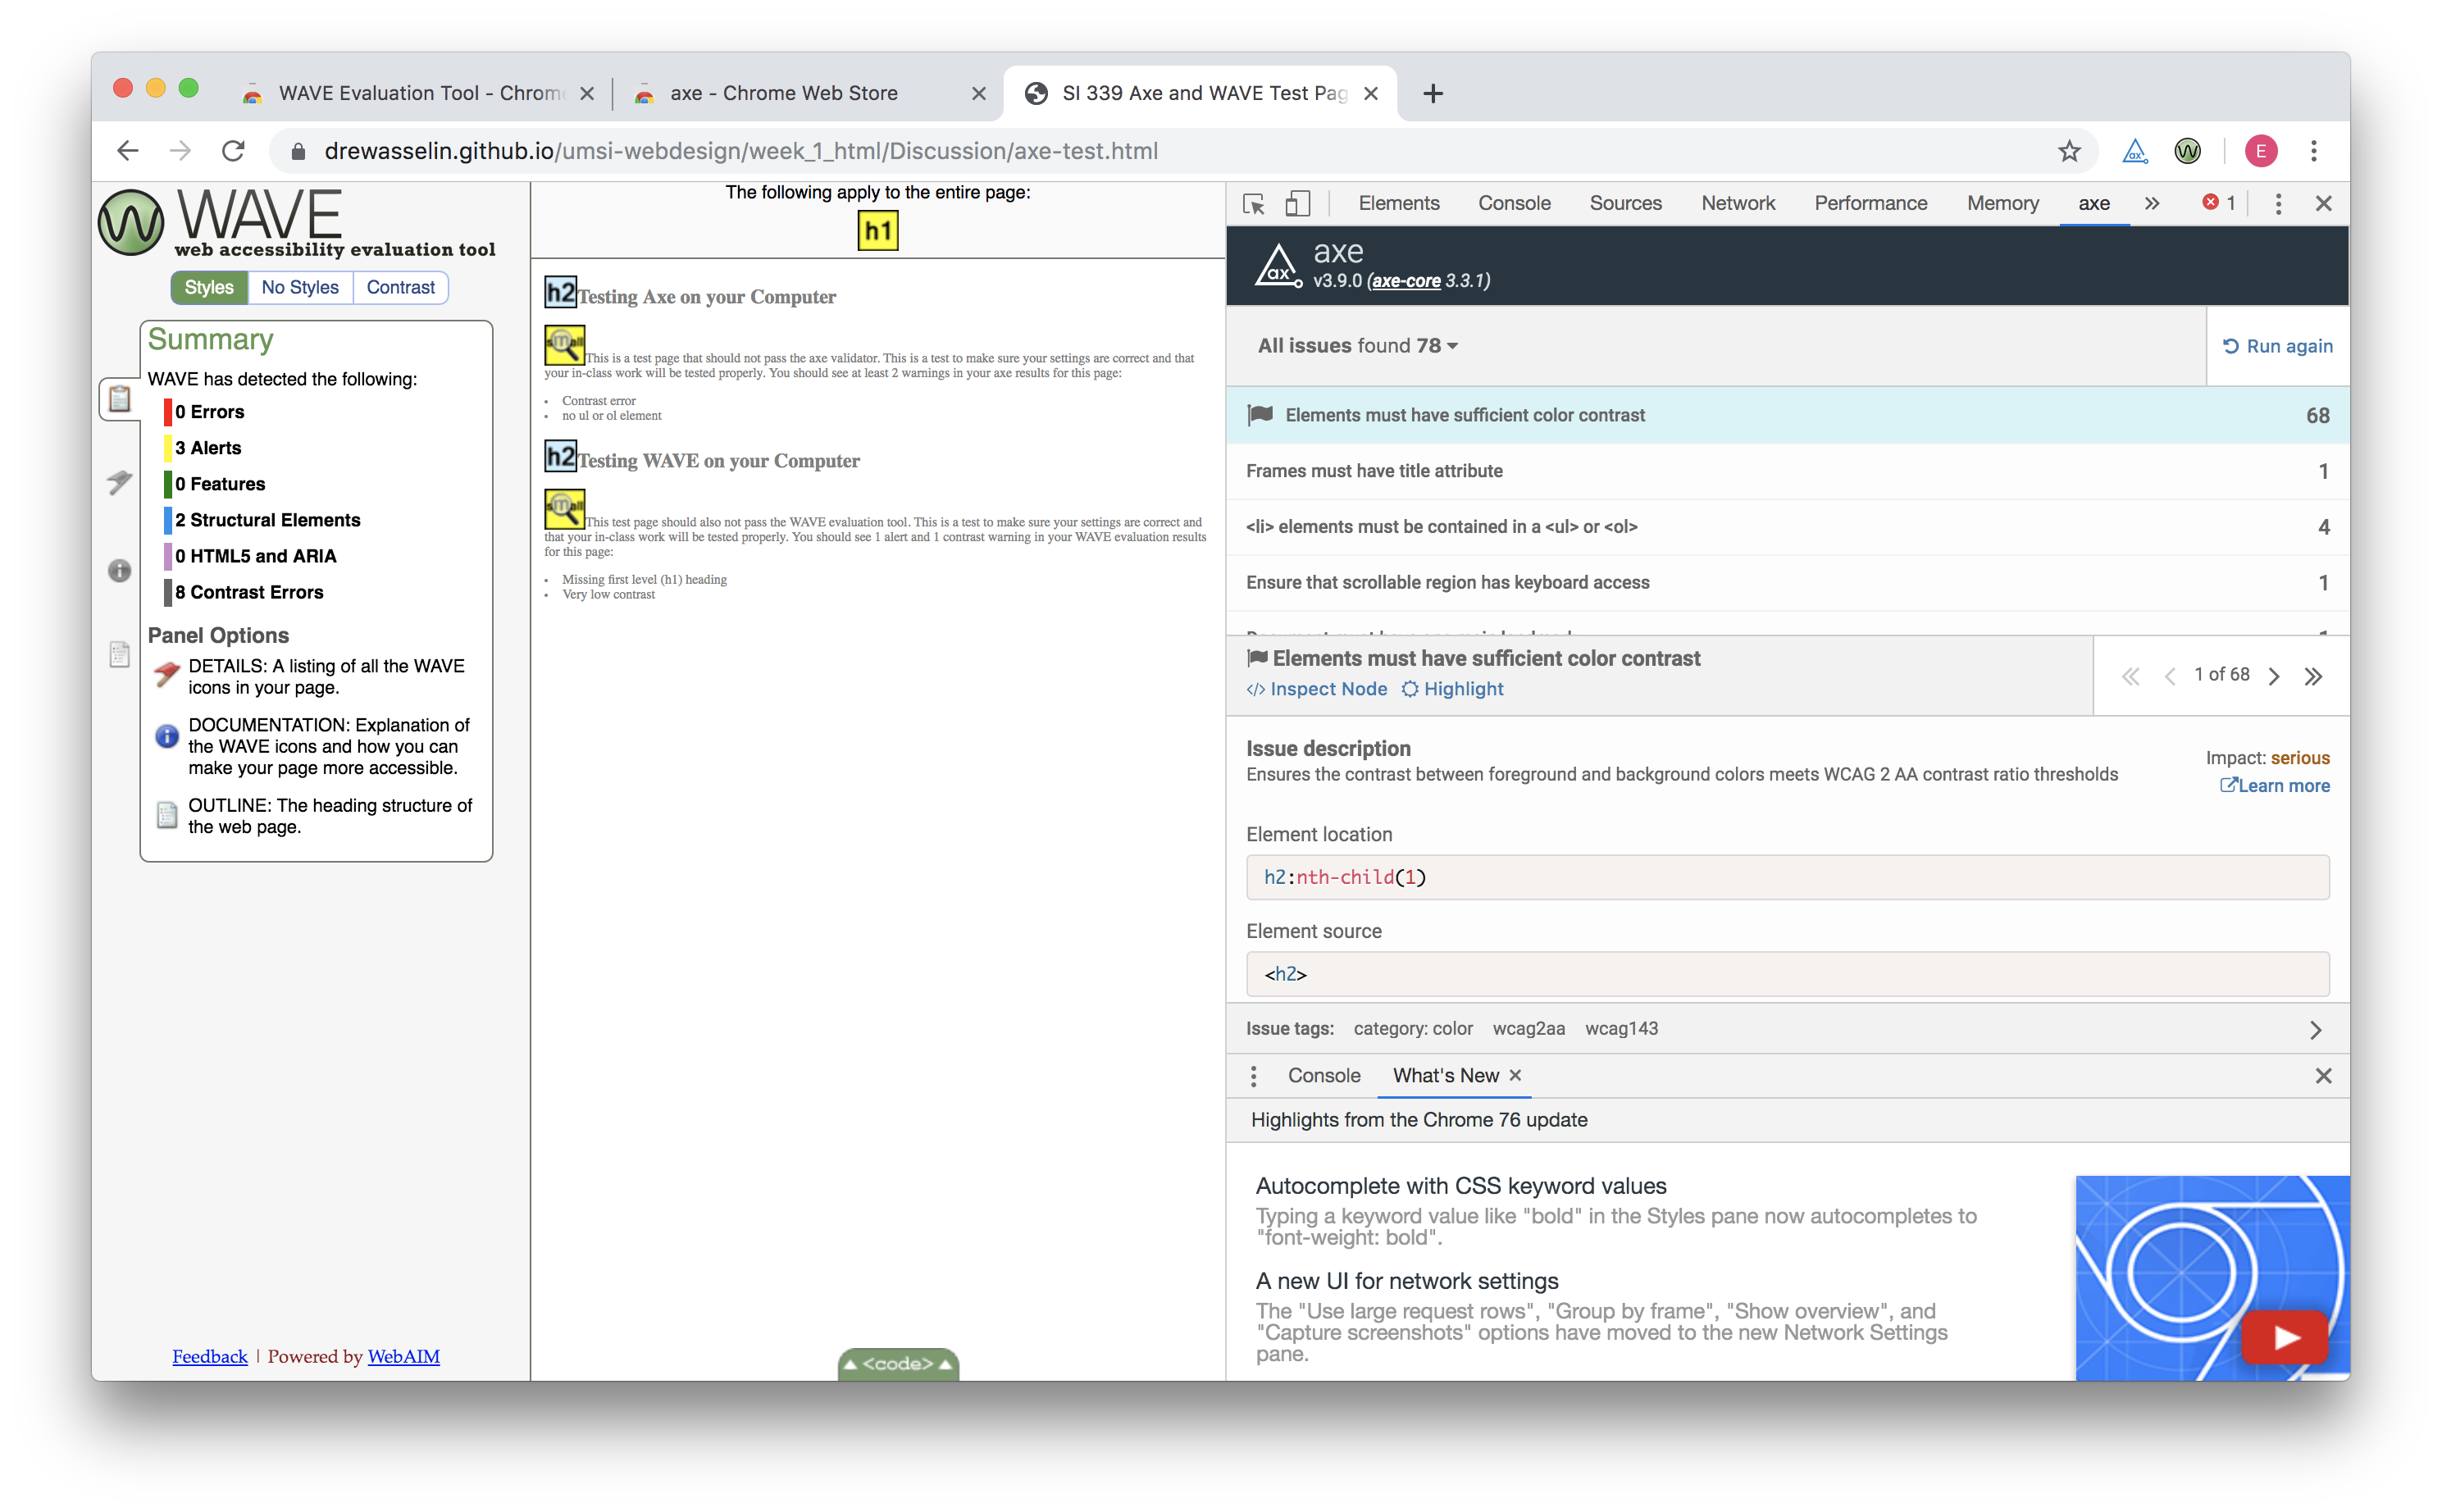 WAVE Evaluation Tool - Chrom
axe - Chrome Web Store
SI 339 Axe and WAVE Test Pag
drewasselin.github.io/umsi-webdesign/week_1_html/Discussion/axe-test.html
E
WAVE
web accessibility evaluation tool
Styles
No Styles
Contrast
Summary
WAVE has detected the following:
0 Errors
3 Alerts
0 Features
2 Structural Elements
0 HTML5 and ARIA
8 Contrast Errors
Panel Options
DETAILS: A listing of all the WAVE
icons in your page.
DOCUMENTATION: Explanation of
the WAVE icons and how you can
make your page more accessible.
OUTLINE: The heading structure of
the web page.
Feedback | Powered by WebAIM
The following apply to the entire page:
h1
h2 Testing Axe on your Computer
This is a test page that should not pass the axe validator. This is a test to make sure your settings are correct and that
your in-class work will be tested properly. You should see at least 2 warnings in your axe results for this page:
• Contrast error
• no ul or ol element
h2 Testing WAVE on your Computer
This test page should also not pass the WAVE evaluation tool. This is a test to make sure your settings are correct and
that your in-class work will be tested properly. You should see 1 alert and 1 contrast warning in your WAVE evaluation results
for this page:
• Missing first level (h1) heading
• Very low contrast
<code>
Elements Console Sources Network Performance Memory axe » 1
ax
axe
v3.9.0 (axe-core 3.3.1)
All issues found 78
Run again
Elements must have sufficient color contrast 68
Frames must have title attribute 1
<li> elements must be contained in a <ul> or <ol> 4
Ensure that scrollable region has keyboard access 1
Elements must have sufficient color contrast
</> Inspect Node Highlight
1 of 68
Issue description
Ensures the contrast between foreground and background colors meets WCAG 2 AA contrast ratio thresholds
Impact: serious
Learn more
Element location
h2:nth-child(1)
Element source
<h2>
Issue tags: category: color wcag2aa wcag143
Console What's New
Highlights from the Chrome 76 update
Autocomplete with CSS keyword values
Typing a keyword value like "bold" in the Styles pane now autocompletes to
"font-weight: bold".
A new UI for network settings
The "Use large request rows", "Group by frame", "Show overview", and
"Capture screenshots" options have moved to the new Network Settings
pane.